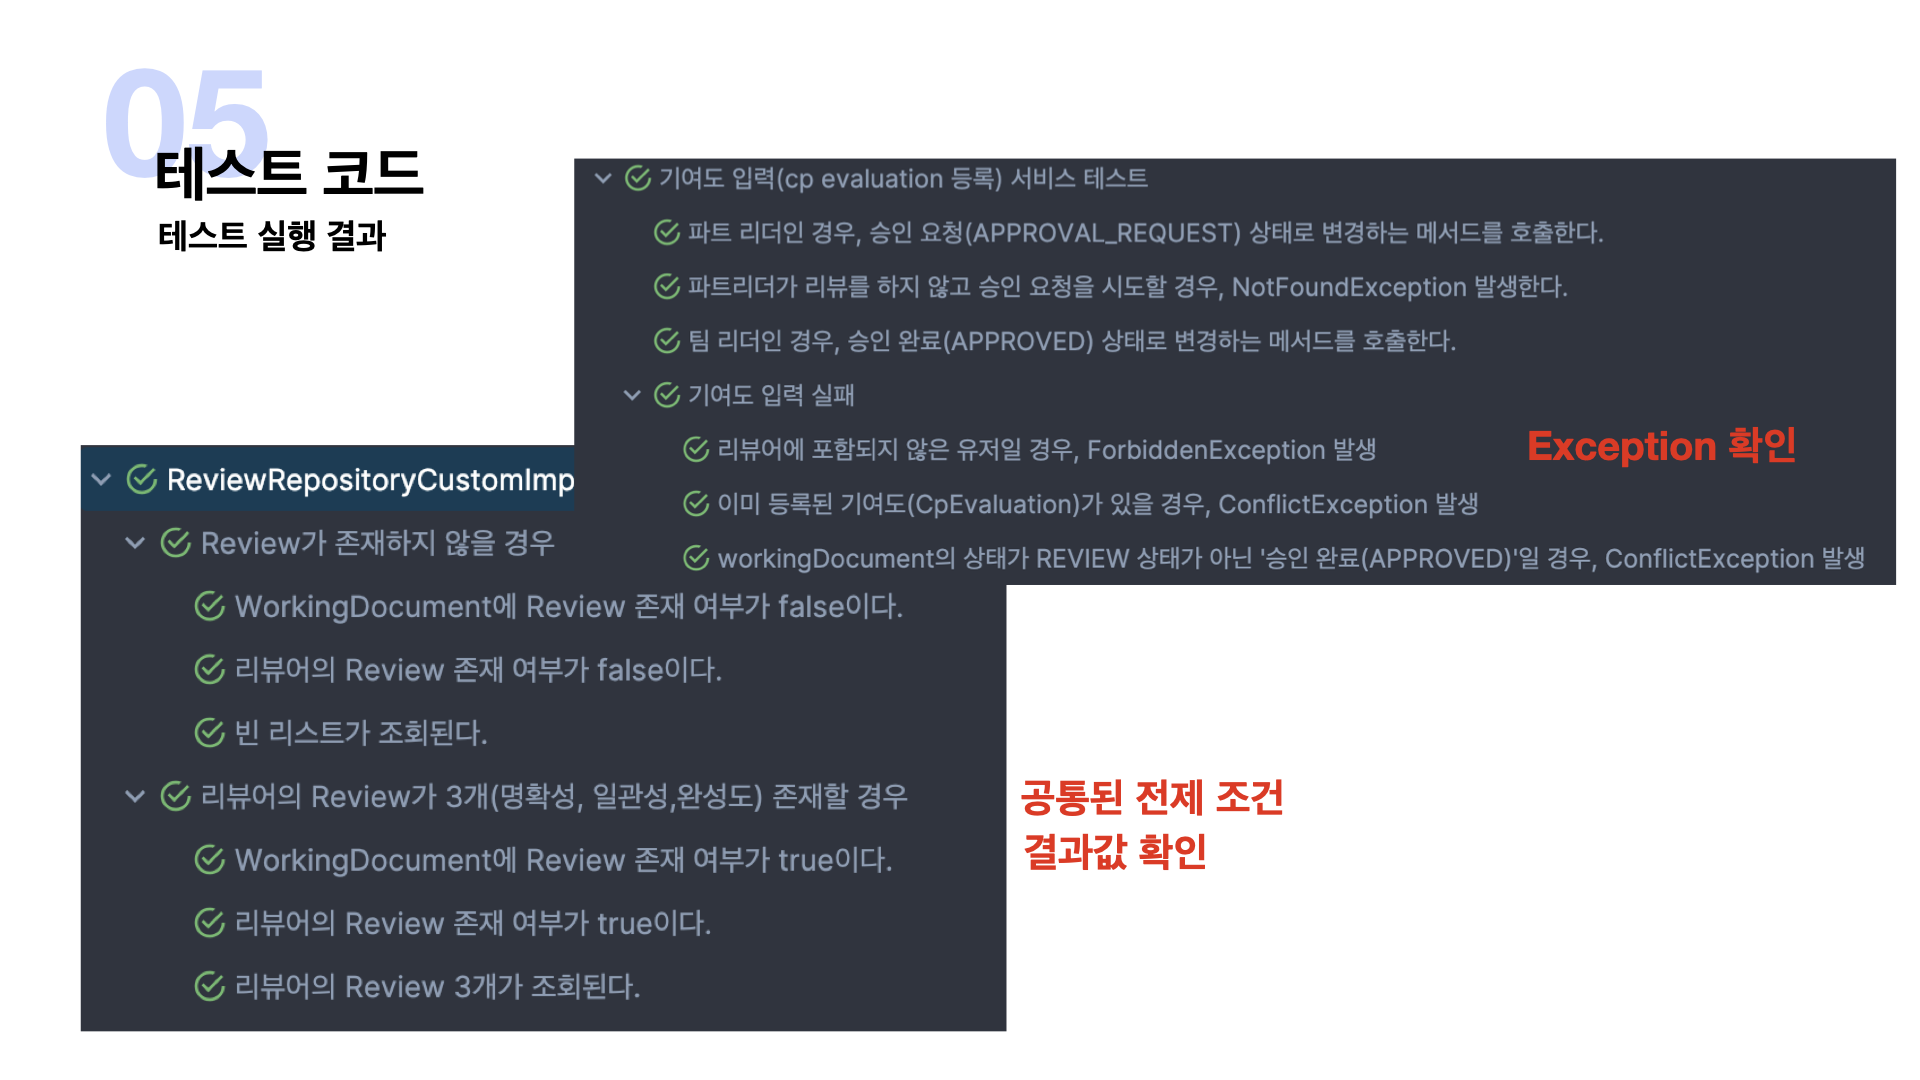 05
테스트 코드
테스트 실행 결과
기여도 입력(cp evaluation 등록) 서비스 테스트
파트 리더인 경우, 승인 요청(APPROVAL_REQUEST) 상태로 변경하는 메서드를 호출한다.
파트리더가 리뷰를 하지 않고 승인 요청을 시도할 경우, NotFoundException 발생한다.
팀 리더인 경우, 승인 완료(APPROVED) 상태로 변경하는 메서드를 호출한다.
기여도 입력 실패
리뷰어에 포함되지 않은 유저일 경우, ForbiddenException 발생
이미 등록된 기여도(CpEvaluation)가 있을 경우, ConflictException 발생
workingDocument의 상태가 REVIEW 상태가 아닌 '승인 완료(APPROVED)'일 경우, ConflictException 발생
Exception 확인
ReviewRepositoryCustomImp
Review가 존재하지 않을 경우
WorkingDocument에 Review 존재 여부가 false이다.
리뷰어의 Review 존재 여부가 false이다.
빈 리스트가 조회된다.
리뷰어의 Review가 3개(명확성, 일관성,완성도) 존재할 경우
WorkingDocument에 Review 존재 여부가 true이다.
리뷰어의 Review 존재 여부가 true이다.
리뷰어의 Review 3개가 조회된다.
공통된 전제 조건
결과값 확인